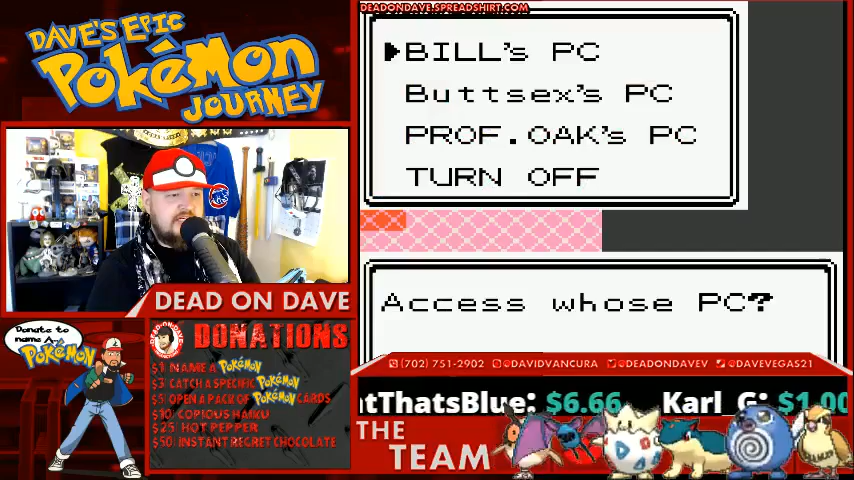 DEADONDAVE.SPREADSHIRT.COM
DAVE'S EPIC
POKéMON
JOURNEY
BILL's PC
Buttsex's PC
PROF.OAK's PC
TURN OFF
Access whose PC?
DEAD ON DAVE
(702) 751-2902 @DAVIDVANCURA @DEADONDAVEV @DAVEVEGAS21
Donate to
name A
POKéMON
DONATIONS
$1: NAME A POKéMON
$3: CATCH A SPECIFIC POKéMON
$5: OPEN A PACK OF POKéMON CARDS
$10: COPIOUS HAIKU
$25: HOT PEPPER
$50: INSTANT REGRET CHOCOLATE
tThatsBlue: $6.66 Karl_G: $1.00
THE
TEAM